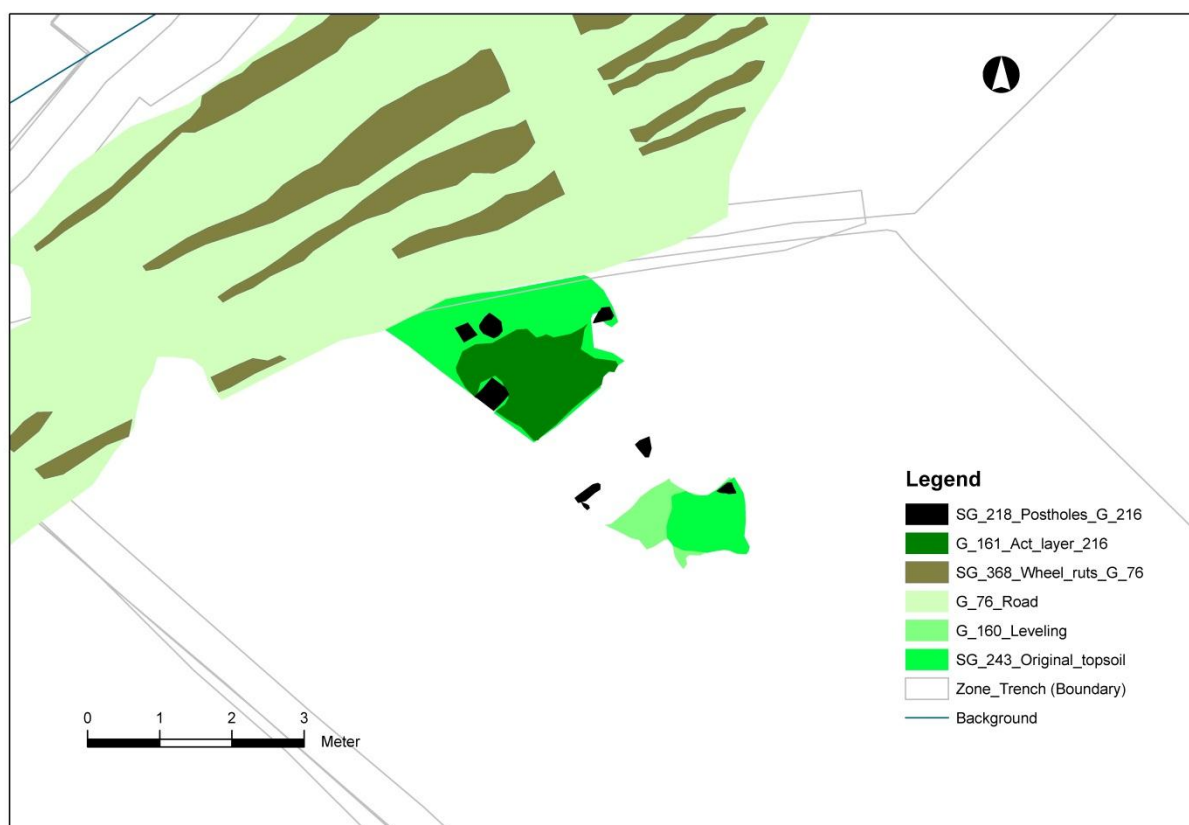 Legend
SG_218_Postholes_G_216
G_161_Act_layer_216
SG_368_Wheel_ruts_G_76
G_76_Road
G_160_Leveling
SG_243_Original_topsoil
Zone_Trench (Boundary)
Background
0 1 2 3
Meter